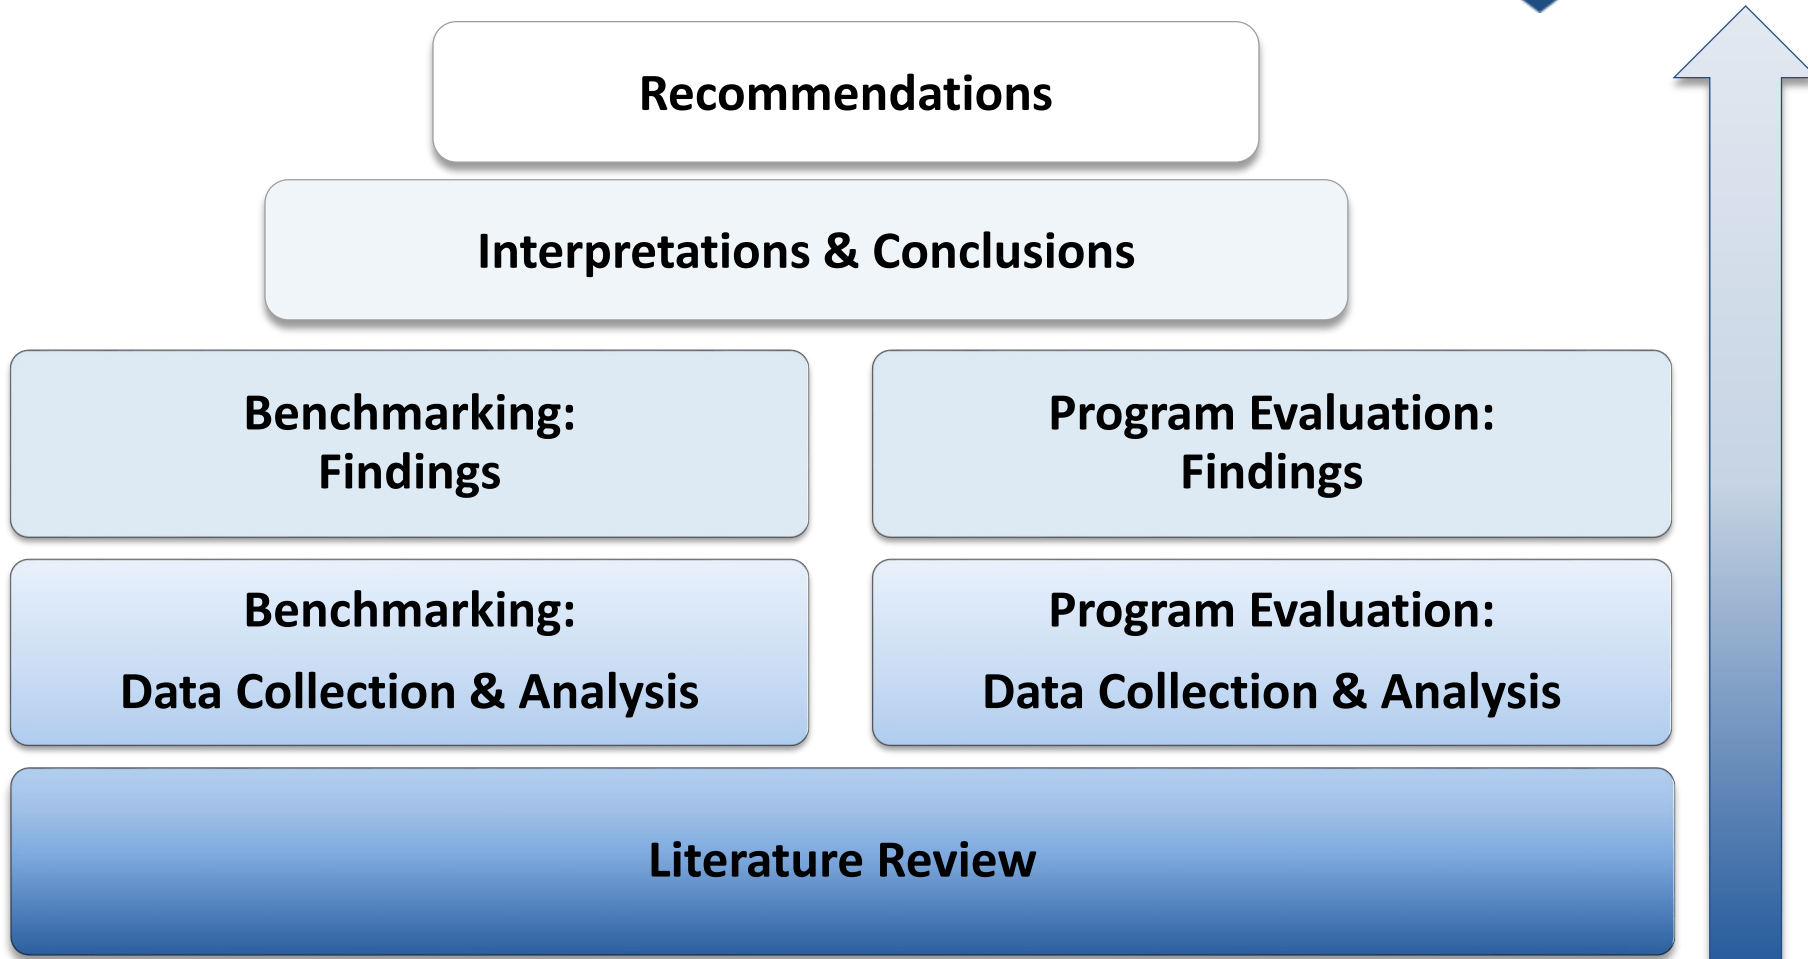 Recommendations
Interpretations & Conclusions
Benchmarking:
Findings
Program Evaluation:
Findings
Benchmarking:
Data Collection & Analysis
Program Evaluation:
Data Collection & Analysis
Literature Review